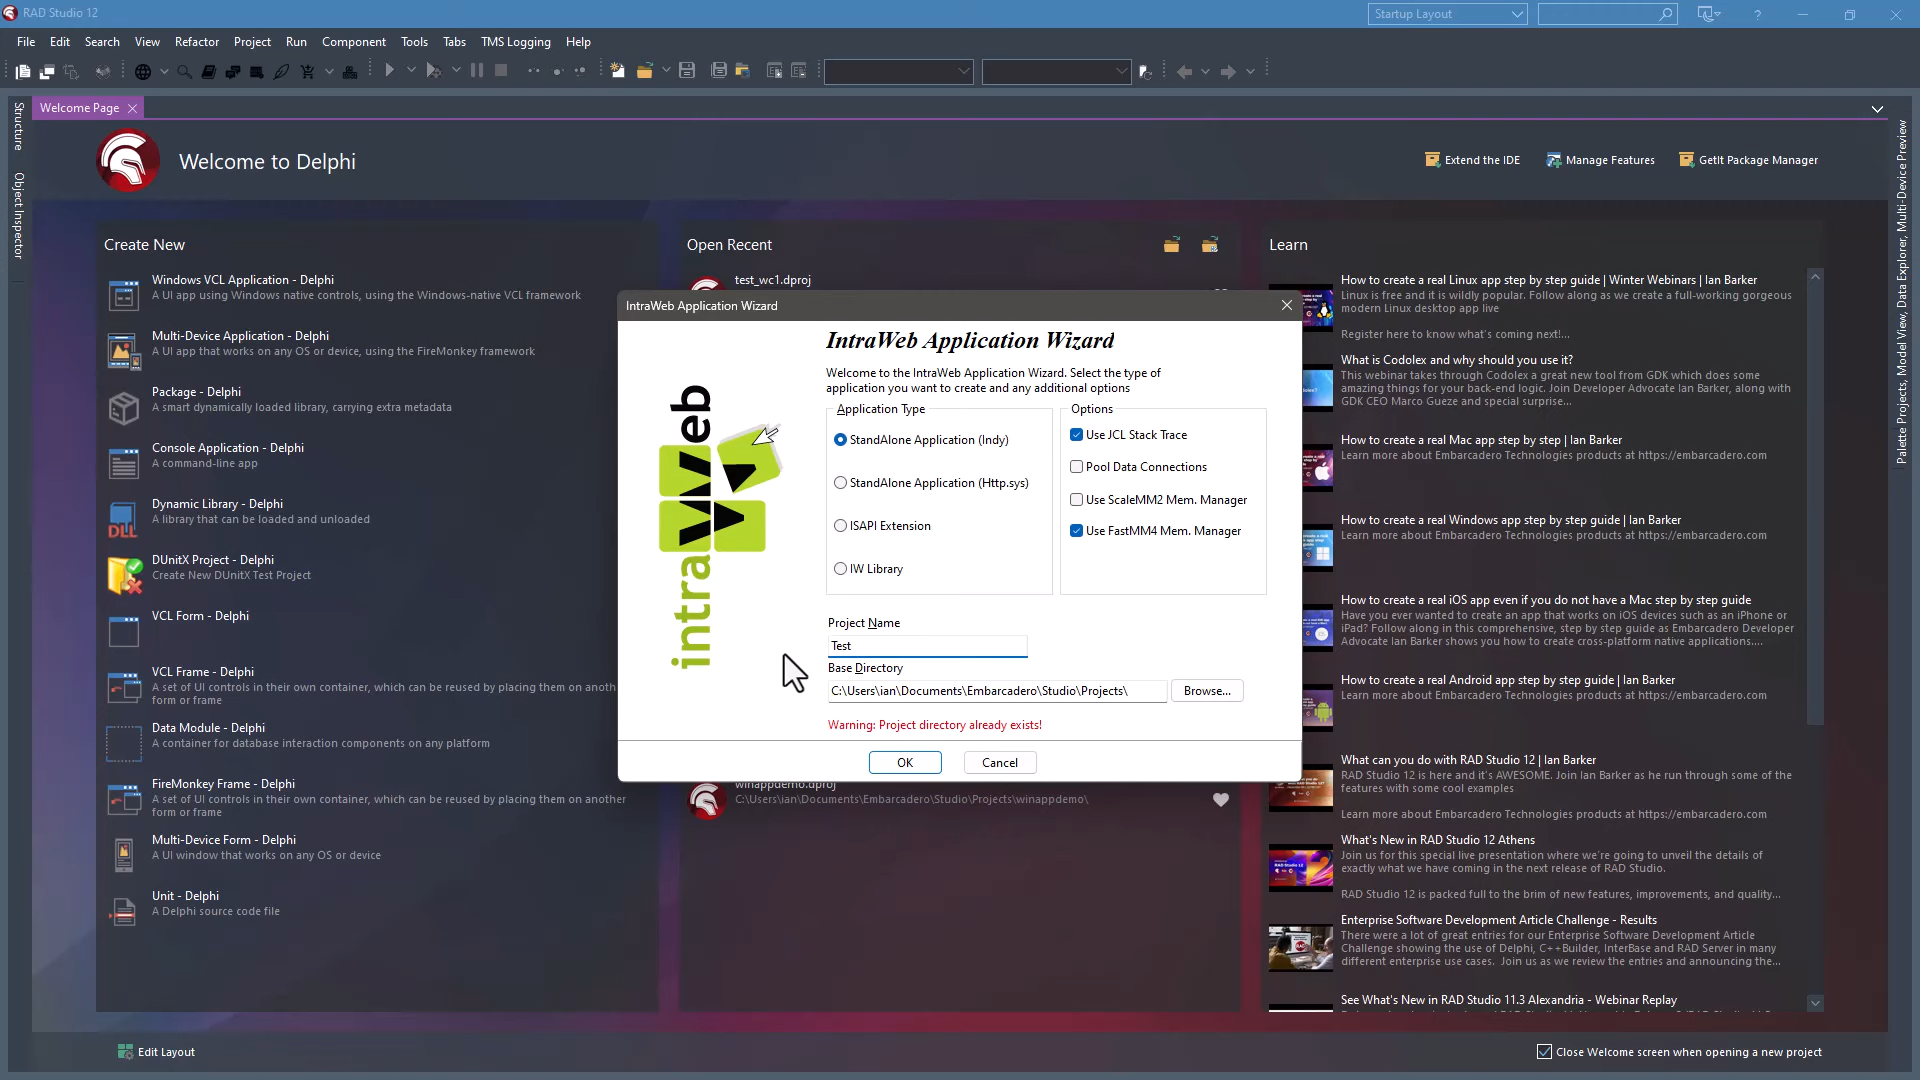 RAD Studio 12
Startup Layout
?
File Edit Search View Refactor Project Run Component Tools Tabs TMS Logging Help
Structure
Object Inspector
Welcome Page
Welcome to Delphi
Extend the IDE
Manage Features
GetIt Package Manager
Create New
Windows VCL Application - Delphi
A UI app using Windows native controls, using the Windows-native VCL framework
Multi-Device Application - Delphi
A UI app that works on any OS or device, using the FireMonkey framework
Package - Delphi
A smart dynamically loaded library, carrying extra metadata
Console Application - Delphi
A command-line app
DLL
Dynamic Library - Delphi
A library that can be loaded and unloaded
DUnitX Project - Delphi
Create New DUnitX Test Project
VCL Form - Delphi
VCL Frame - Delphi
A set of UI controls in their own container, which can be reused by placing them on anoth
form or frame
Data Module - Delphi
A container for database interaction components on any platform
FireMonkey Frame - Delphi
A set of UI controls in their own container, which can be reused by placing them on another
form or frame
Multi-Device Form - Delphi
A UI window that works on any OS or device
Unit - Delphi
A Delphi source code file
Open Recent
test_wc1.dproj
IntraWeb Application Wizard
intraWeb
IntraWeb Application Wizard
Welcome to the IntraWeb Application Wizard. Select the type of
application you want to create and any additional options
Application Type
StandAlone Application (Indy)
StandAlone Application (Http.sys)
ISAPI Extension
IW Library
Options
Use JCL Stack Trace
Pool Data Connections
Use ScaleMM2 Mem. Manager
Use FastMM4 Mem. Manager
Project Name
Test
Base Directory
C:\Users\ian\Documents\Embarcadero\Studio\Projects\
Browse...
Warning: Project directory already exists!
OK
Cancel
winappdemo.dproj
C:\Users\ian\Documents\Embarcadero\Studio\Projects\winappdemo\
Learn
How to create a real Linux app step by step guide | Winter Webinars | Ian Barker
Linux is free and it is wildly popular. Follow along as we create a full-working gorgeous
modern Linux desktop app live
Register here to know what's coming next!...
What is Codolex and why should you use it?
This webinar takes through Codolex a great new tool from GDK which does some
amazing things for your back-end logic. Join Developer Advocate Ian Barker, along with
GDK CEO Marco Gueze and special surprise...
How to create a real Mac app step by step | Ian Barker
Learn more about Embarcadero Technologies products at https://embarcadero.com
How to create a real Windows app step by step guide | Ian Barker
Learn more about Embarcadero Technologies products at https://embarcadero.com
How to create a real iOS app even if you do not have a Mac step by step guide
Have you ever wanted to create an app that works on iOS devices such as an iPhone or
iPad? Follow along in this comprehensive, step by step guide as Embarcadero Developer
Advocate Ian Barker shows you how to create cross-platform native applications....
How to create a real Android app step by step guide | Ian Barker
Learn more about Embarcadero Technologies products at https://embarcadero.com
What can you do with RAD Studio 12 | Ian Barker
RAD Studio 12 is here and it's AWESOME. Join Ian Barker as he run through some of the
features with some cool examples
Learn more about Embarcadero Technologies products at https://embarcadero.com
What's New in RAD Studio 12 Athens
Join us for this special live presentation where we're going to unveil the details of
exactly what we have coming in the next release of RAD Studio.
RAD Studio 12 is packed full to the brim of new features, improvements, and quality...
Enterprise Software Development Article Challenge - Results
There were a lot of great entries for our Enterprise Software Development Article
Challenge showing the use of Delphi, C++Builder, InterBase and RAD Server in many
different enterprise use cases. Join us as we review the entries and announcing the...
See What's New in RAD Studio 11.3 Alexandria - Webinar Replay
Palette Projects, Model View, Data Explorer, Multi-Device Preview
Edit Layout
Close Welcome screen when opening a new project